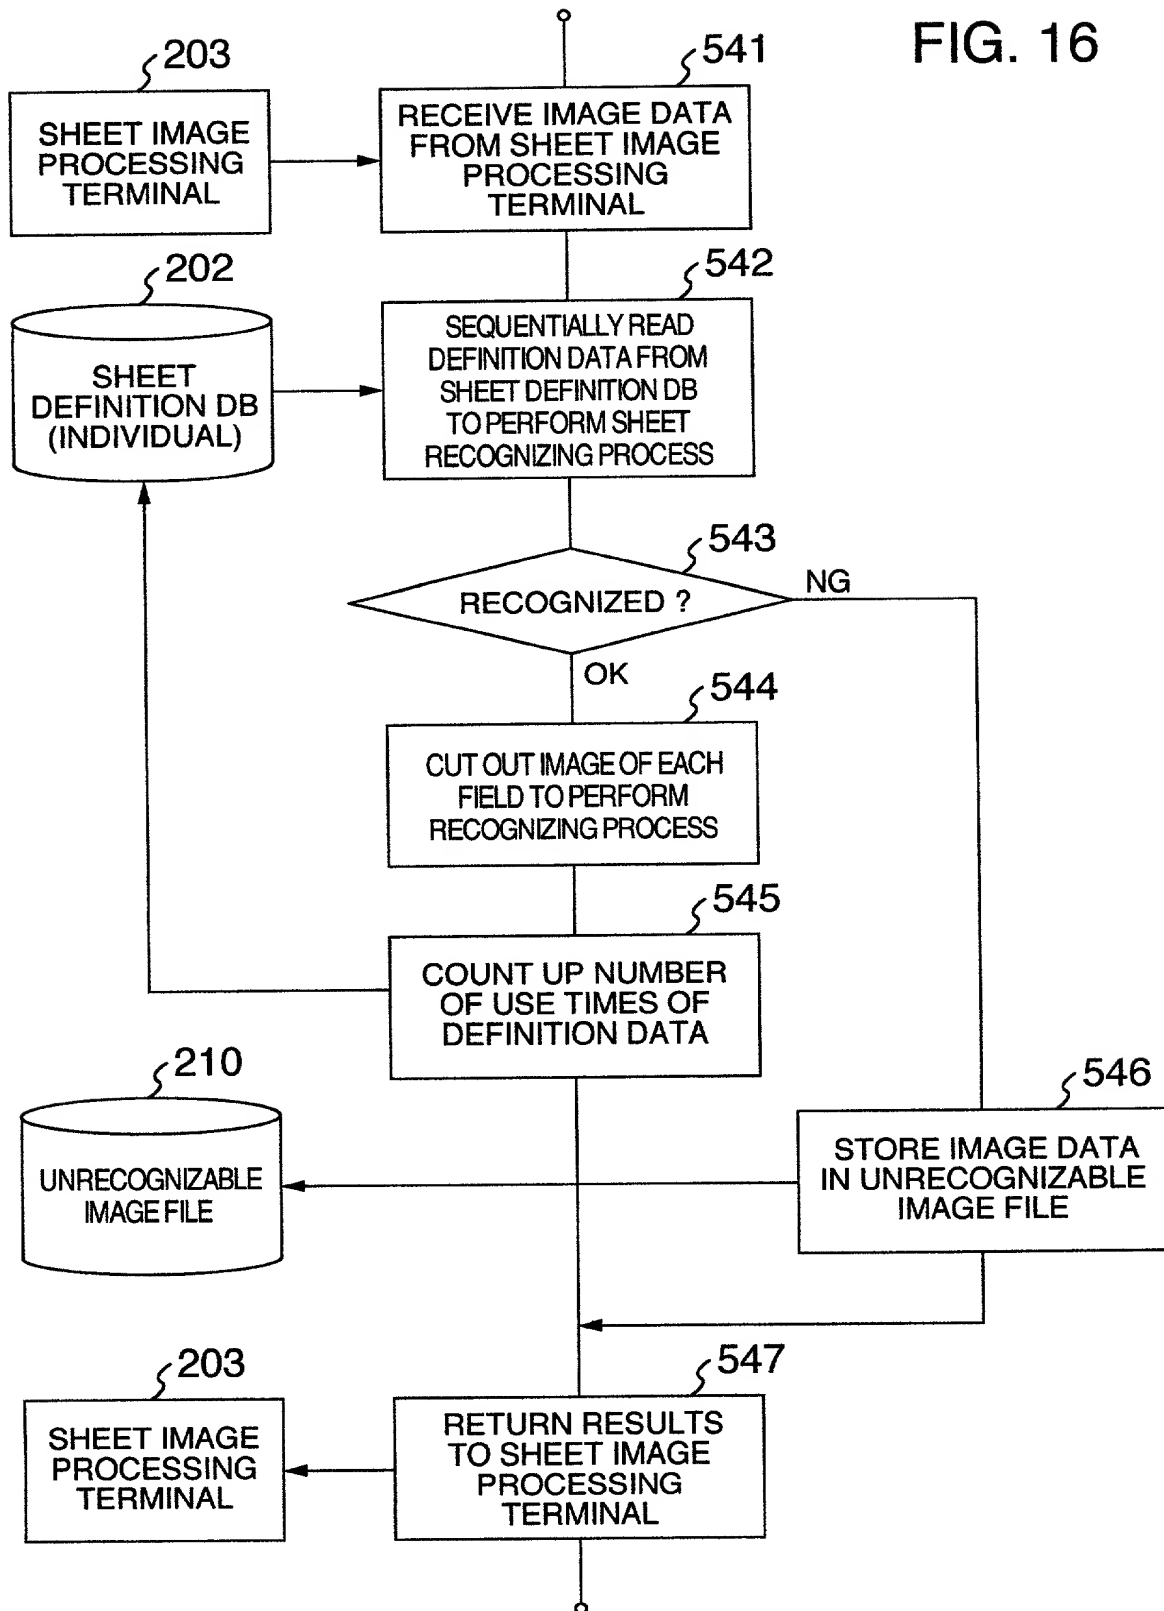 FIG. 16
203
SHEET IMAGE
PROCESSING
TERMINAL
541
RECEIVE IMAGE DATA
FROM SHEET IMAGE
PROCESSING
TERMINAL
202
SHEET
DEFINITION DB
(INDIVIDUAL)
542
SEQUENTIALLY READ
DEFINITION DATA FROM
SHEET DEFINITION DB
TO PERFORM SHEET
RECOGNIZING PROCESS
543
RECOGNIZED ?
NG
OK
544
CUT OUT IMAGE OF EACH
FIELD TO PERFORM
RECOGNIZING PROCESS
545
COUNT UP NUMBER
OF USE TIMES OF
DEFINITION DATA
210
UNRECOGNIZABLE
IMAGE FILE
546
STORE IMAGE DATA
IN UNRECOGNIZABLE
IMAGE FILE
203
SHEET IMAGE
PROCESSING
TERMINAL
547
RETURN RESULTS
TO SHEET IMAGE
PROCESSING
TERMINAL